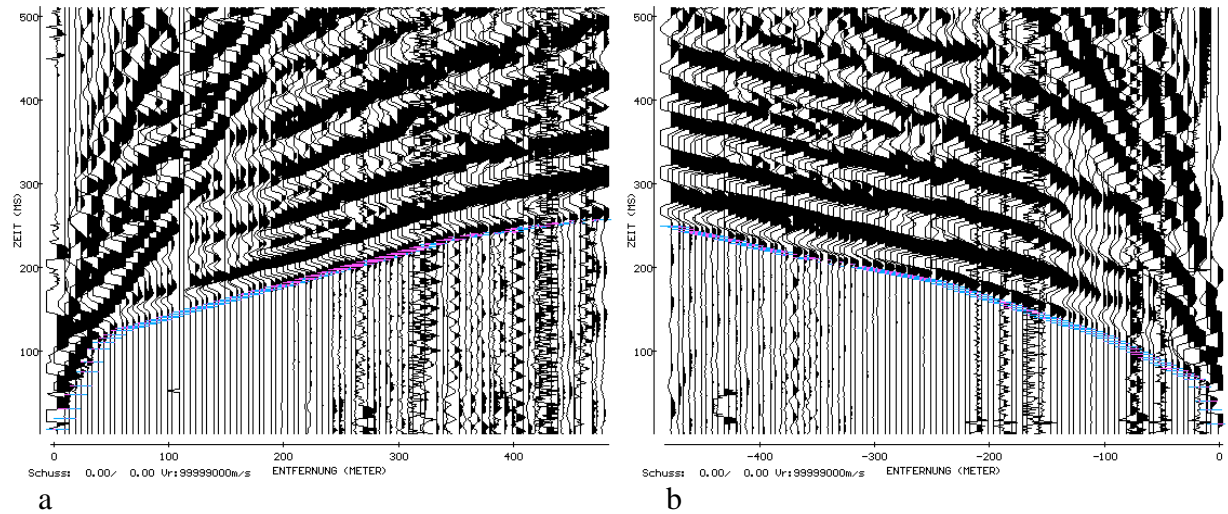 500
400
300
200
100
ZEIT (MS)
0 100 200 300 400
Schuss: 0.00/ 0.00 Vr:99999000m/s ENTFERNUNG (METER)
a
500
400
300
200
100
ZEIT (MS)
-400 -300 -200 -100 0
Schuss: 0.00/ 0.00 Vr:99999000m/s ENTFERNUNG (METER)
b